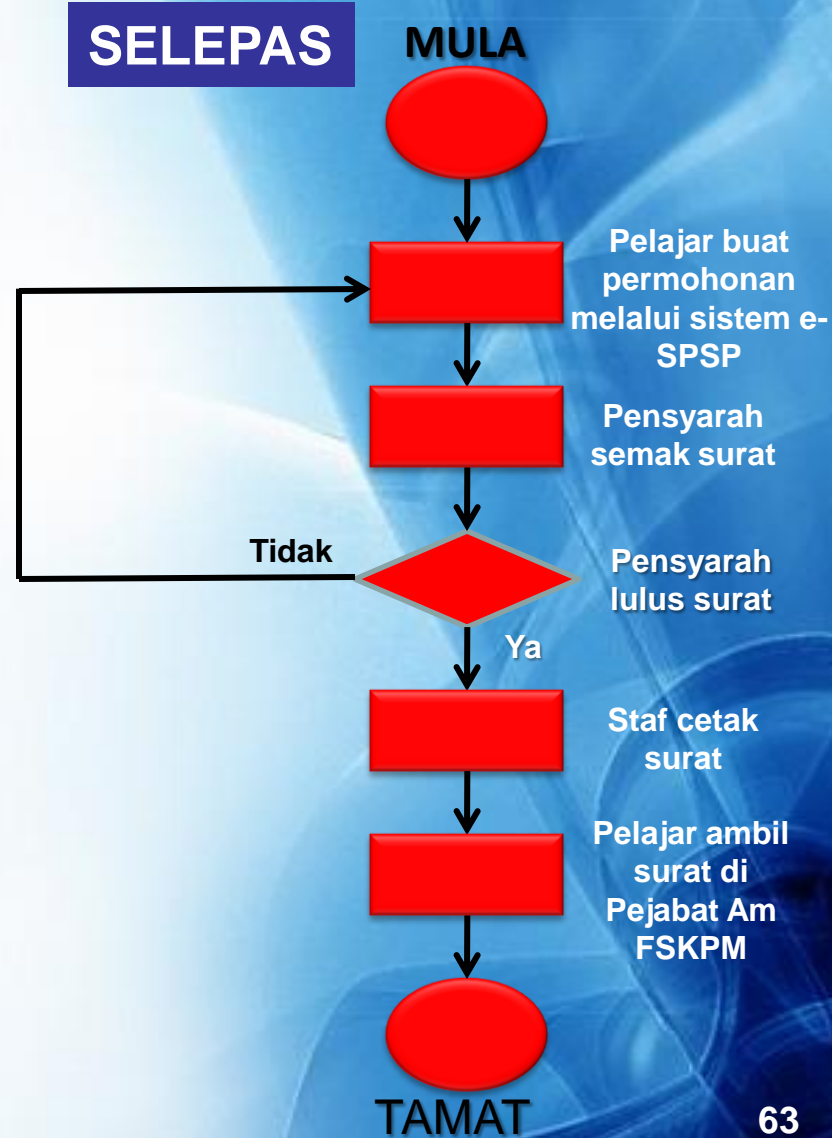 SELEPAS
MULA
Pelajar buat
permohonan
melalui sistem e-
SPSP
Pensyarah
semak surat
Tidak
Pensyarah
lulus surat
Ya
Staf cetak
surat
Pelajar ambil
surat di
Pejabat Am
FSKPM
TAMAT
63